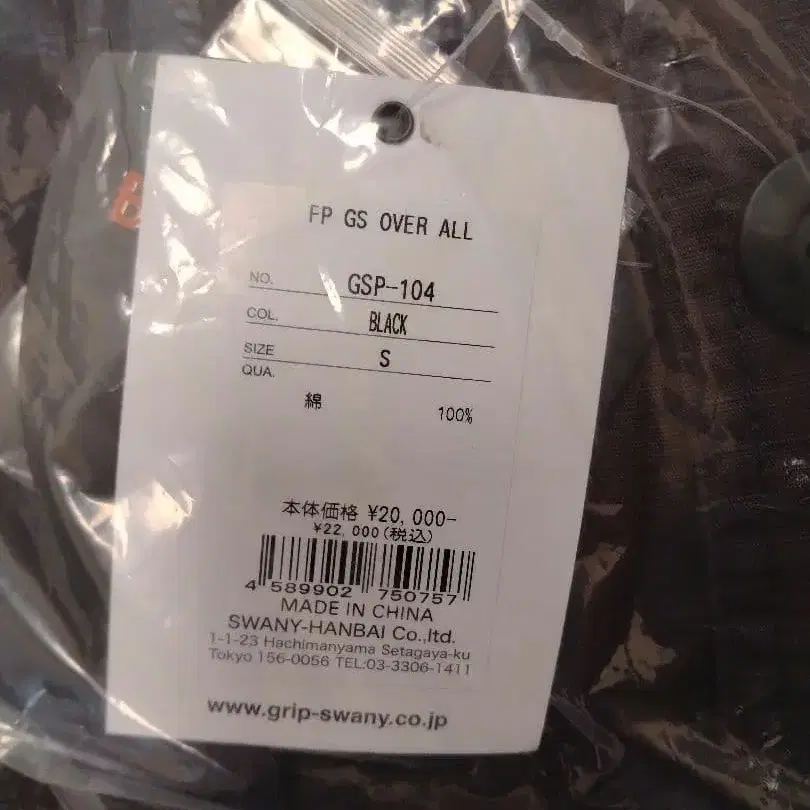 FP GS OVER ALL
NO. GSP-104
COL. BLACK
SIZE S
QUA.
綿 100%
本体価格 ¥20,000-
¥22,000(税込)
4 589902 750757
MADE IN CHINA
SWANY-HANBAI Co.,ltd.
1-1-23 Hachimanyama Setagaya-ku
Tokyo 156-0056 TEL:03-3306-1411
www.grip-swany.co.jp